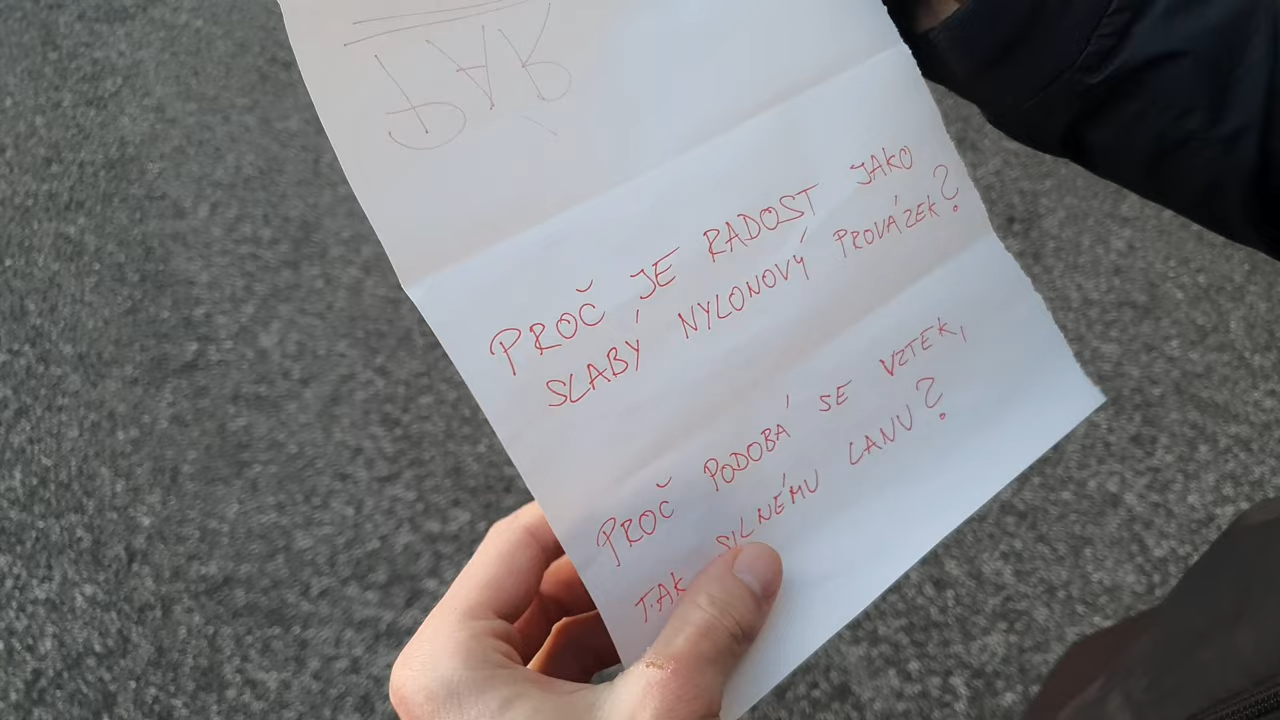 PROČ JE RADOST JAKO
SLABÝ NYLONOVÝ PROVÁZEK?
PROČ PODOBÁ SE VZTEK,
TAK SILNÉMU LANU?